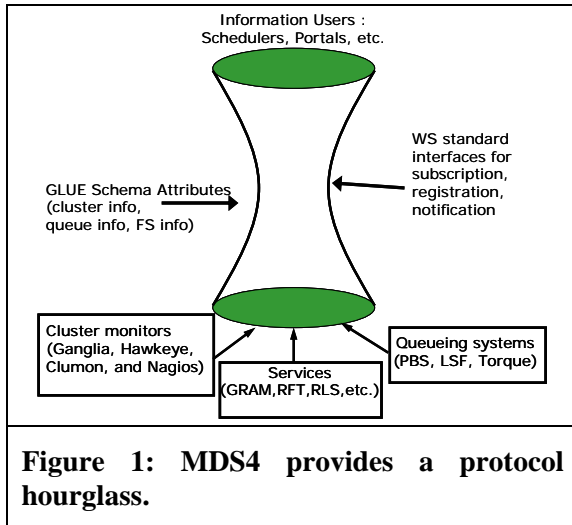 Information Users :
Schedulers, Portals, etc.
WS standard
interfaces for
subscription,
registration,
notification
GLUE Schema Attributes
(cluster info,
queue info, FS info)
Cluster monitors
(Ganglia, Hawkeye,
Clumon, and Nagios)
Services
(GRAM,RFT,RLS,etc.)
Queueing systems
(PBS, LSF, Torque)
Figure 1: MDS4 provides a protocol
hourglass.